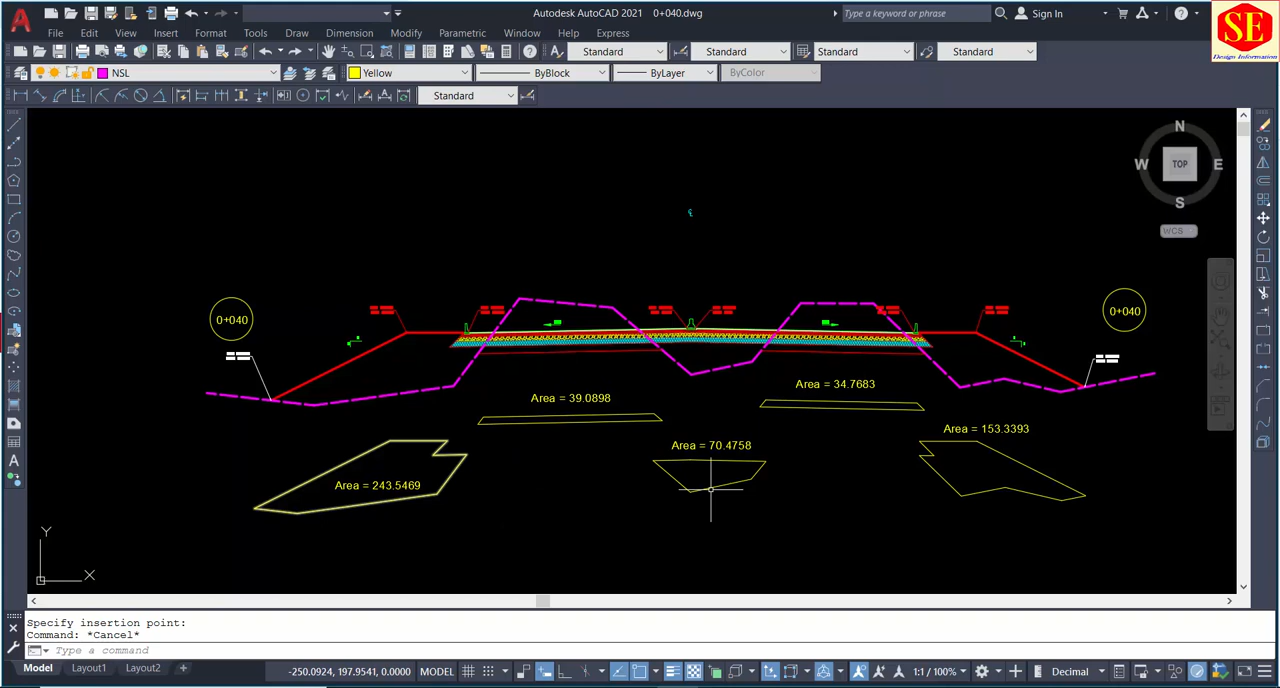 Autodesk AutoCAD 2021 0+040.dwg
Type a keyword or phrase
Sign In
SE
Design Information
File Edit View Insert Format Tools Draw Dimension Modify Parametric Window Help Express
Standard Standard Standard Standard
NSL Yellow ByBlock ByLayer ByColor
Standard
N
W TOP E
S
WCS
0+040
0+040
Area = 34.7683
Area = 39.0898
Area = 153.3393
Area = 70.4758
Area = 243.5469
Y
X
Specify insertion point:
Command: *Cancel*
Type a command
Model Layout1 Layout2 + -250.0924, 197.9541, 0.0000 MODEL 1:1 / 100% Decimal